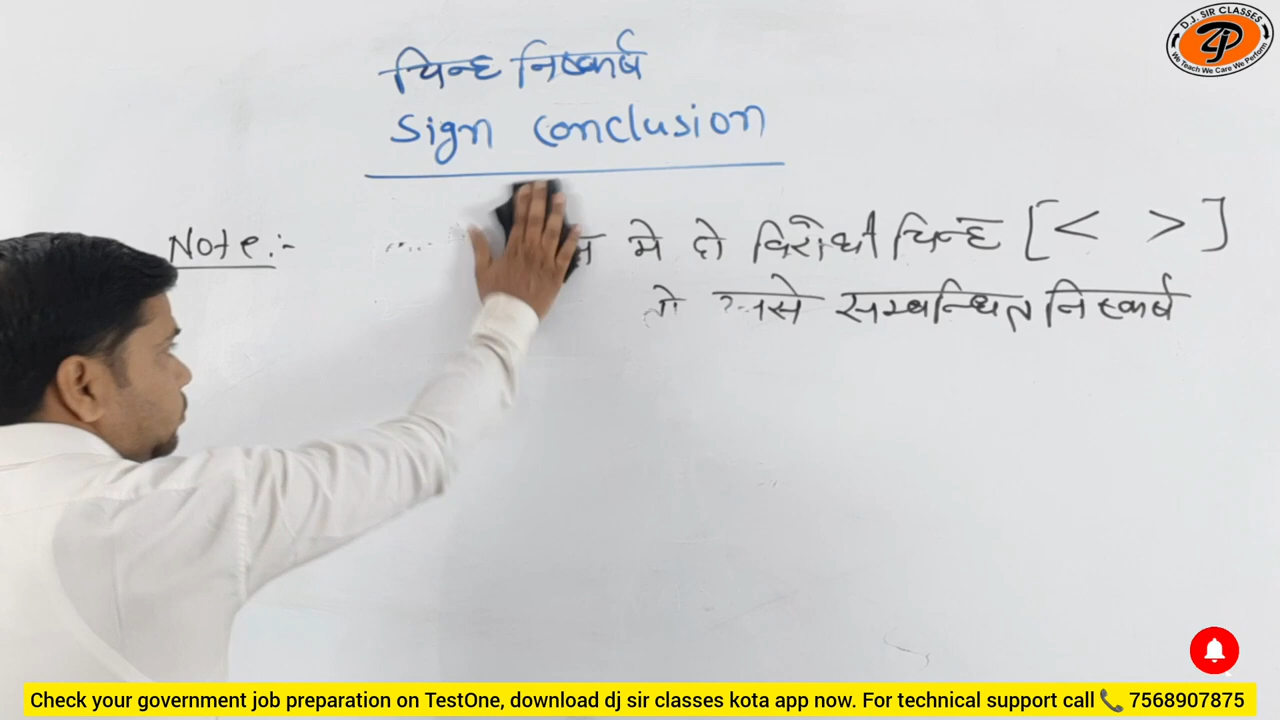 D.J. SIR CLASSES
We Teach We Care We Perform
चिन्ह निष्कर्ष
Sign Conclusion
Note:- में दो विरोधी चिन्ह [ < > ]
तो सम्बन्धित निष्कर्ष
Check your government job preparation on TestOne, download dj sir classes kota app now. For technical support call 7568907875